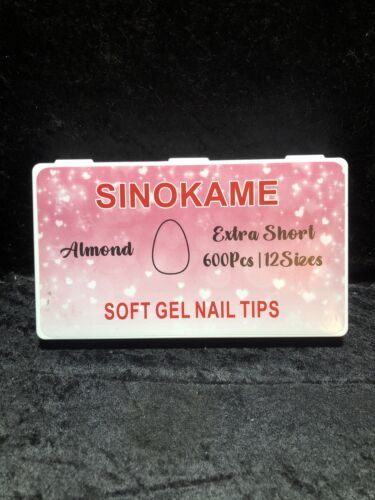 SINOKAME
Almond
Extra Short
600Pcs|12Sizes
SOFT GEL NAIL TIPS